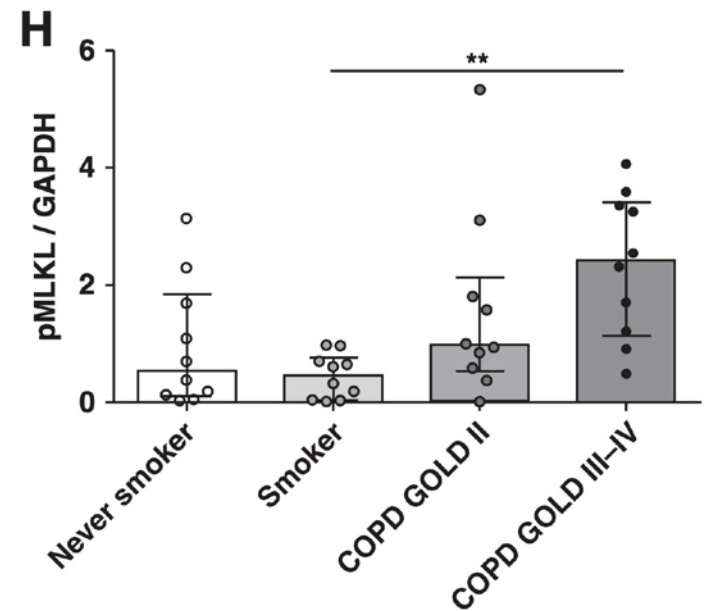 H
pMLKL / GAPDH
6
4
2
0
**
Never smoker
Smoker
COPD GOLD II
COPD GOLD III–IV